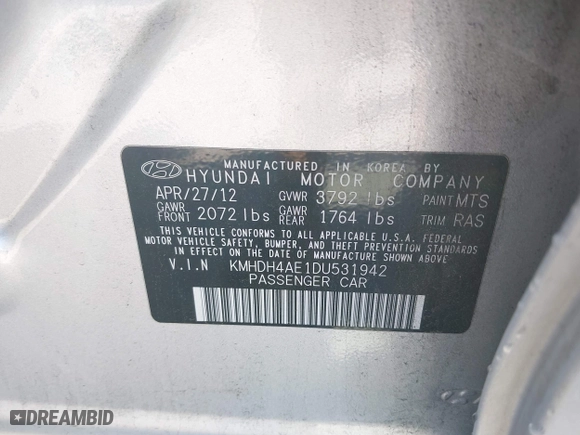 MANUFACTURED IN KOREA BY
HYUNDAI MOTOR COMPANY
APR/27/12 GVWR 3792 lbs PAINT MTS
GAWR FRONT 2072 lbs GAWR REAR 1764 lbs TRIM RAS
THIS VEHICLE CONFORMS TO ALL APPLICABLE U.S.A. FEDERAL
MOTOR VEHICLE SAFETY, BUMPER, AND THEFT PREVENTION STANDARDS
IN EFFECT ON THE DATE OF MANUFACTURE SHOWN ABOVE.
V.I.N KMHDH4AE1DU531942
PASSENGER CAR
DREAMBID